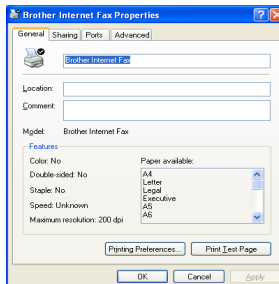 Brother Internet Fax Properties
General Sharing Ports Advanced
Brother Internet Fax
Location:
Comment:
Model: Brother Internet Fax
Features
Color: No Paper available:
Double-sided: No A4
Letter
Staple: No Legal
Executive
Speed: Unknown A5
Maximum resolution: 200 dpi A6
Printing Preferences... Print Test Page
OK Cancel Apply